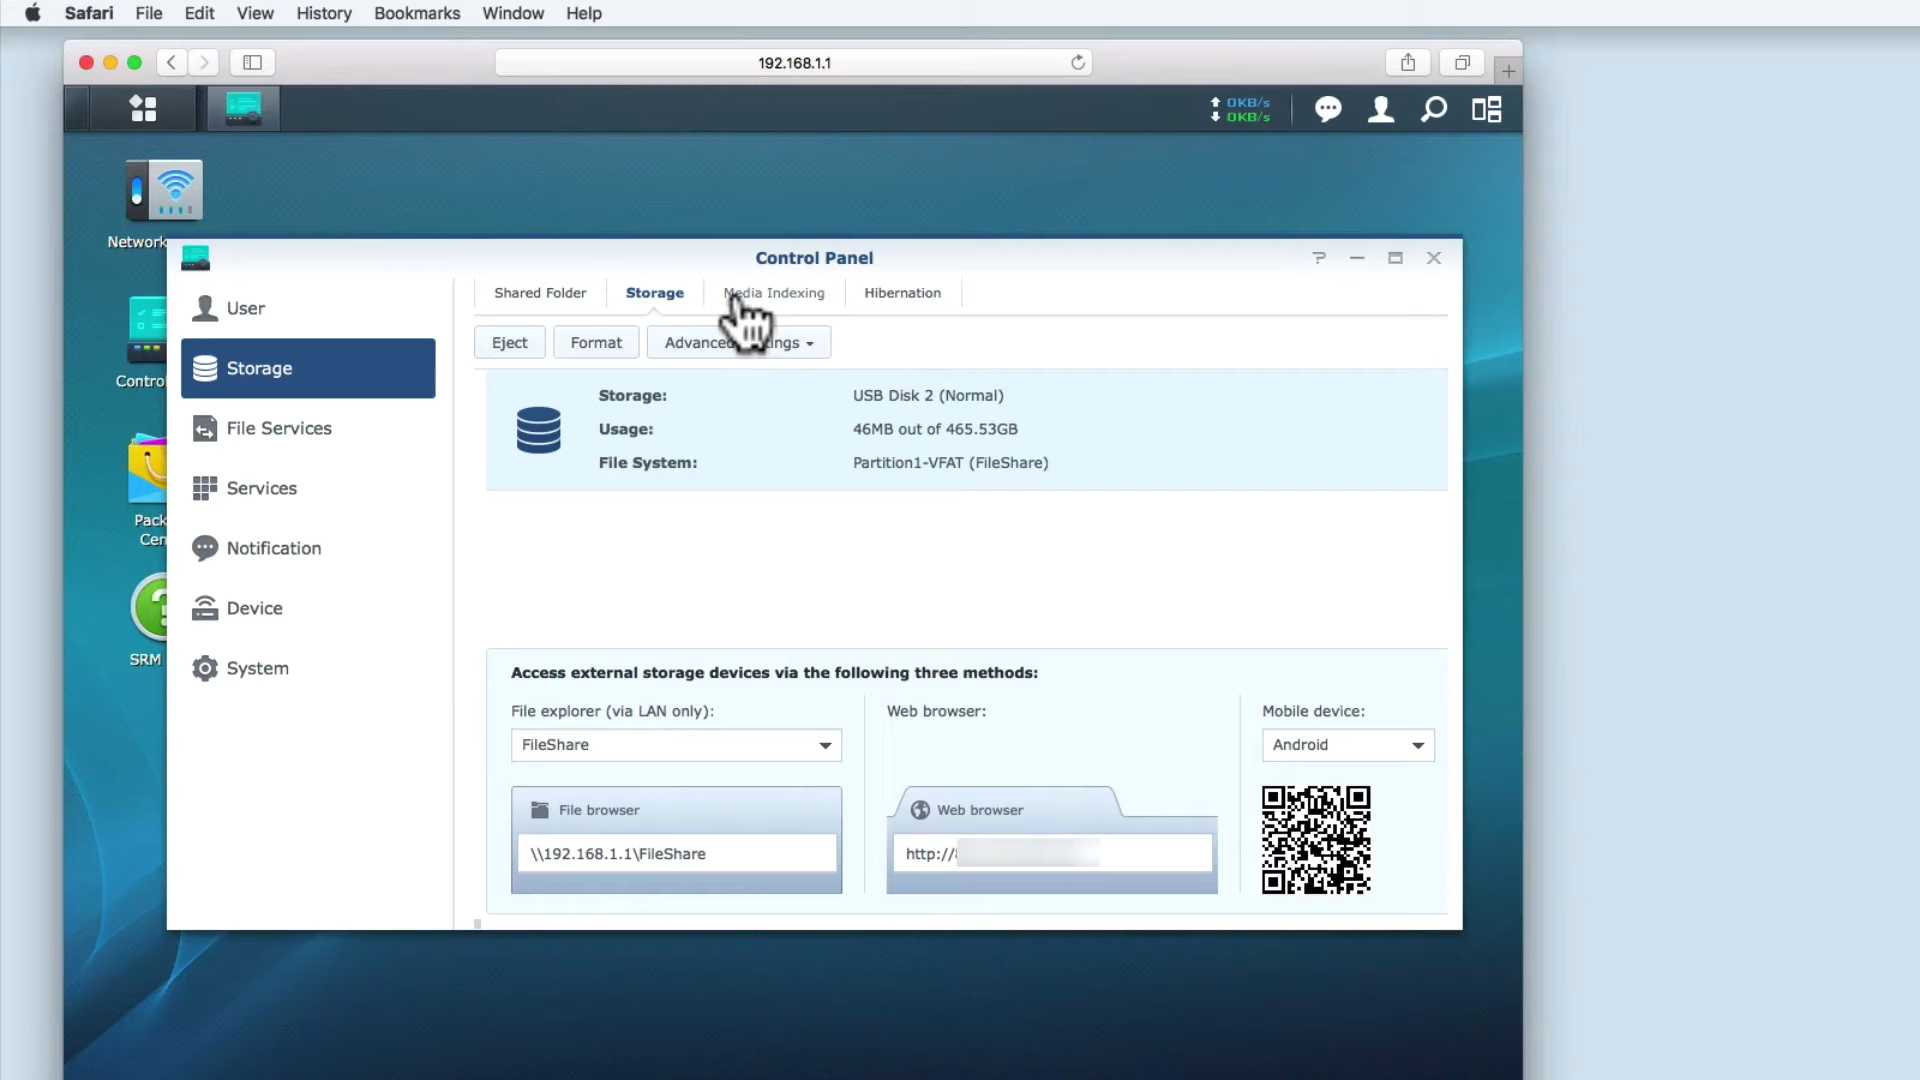 Safari File Edit View History Bookmarks Window Help
192.168.1.1
0KB/s
0KB/s
Network
Control Panel
Shared Folder Storage Media Indexing Hibernation
User
Eject Format Advanced
Storage
Storage: USB Disk 2 (Normal)
Usage: 46MB out of 465.53GB
File System: Partition1-VFAT (FileShare)
Control
File Services
Services
Pack
Cen
Notification
Device
SRM
System
Access external storage devices via the following three methods:
File explorer (via LAN only): Web browser: Mobile device:
FileShare Android
File browser Web browser
\\192.168.1.1\FileShare http://